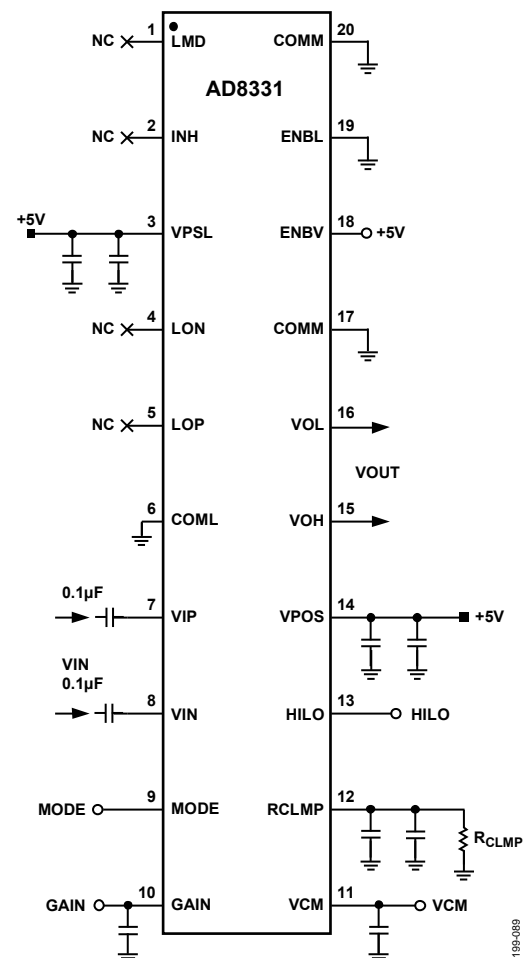 AD8331
NC 1 LMD
COMM 20
NC 2 INH
ENBL 19
+5V 3 VPSL
ENBV 18 +5V
NC 4 LON
COMM 17
NC 5 LOP
VOL 16
VOUT
6 COML
VOH 15
0.1µF
7 VIP
VPOS 14 +5V
VIN
0.1µF
8 VIN
HILO 13 HILO
MODE 9 MODE
RCLMP 12
RCLMP
GAIN 10 GAIN
VCM 11 VCM
199-089